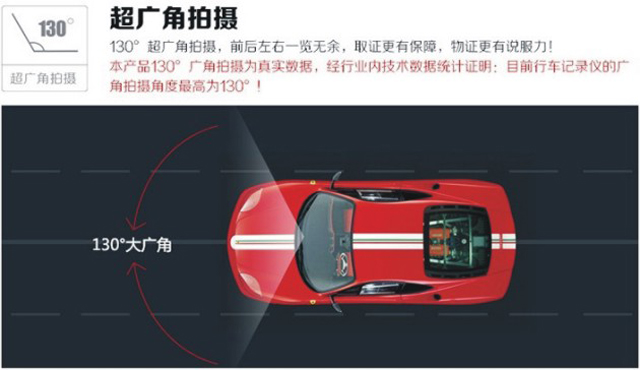 130°
超广角拍摄
超广角拍摄
130°超广角拍摄，前后左右一览无余，取证更有保障，物证更有说服力！
本产品130°广角拍摄为真实数据，经行业内技术数据统计证明：目前行车记录仪的广
角拍摄角度最高为130°！
130°大广角